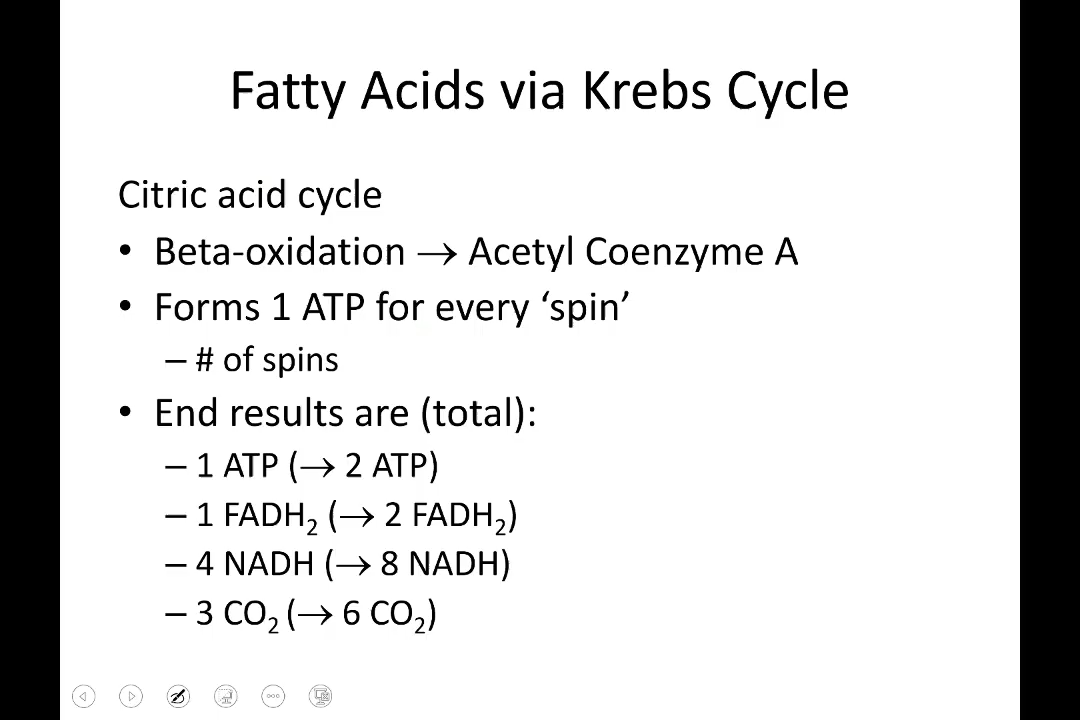 Fatty Acids via Krebs Cycle
Citric acid cycle
• Beta-oxidation → Acetyl Coenzyme A
• Forms 1 ATP for every ‘spin’
– # of spins
• End results are (total):
– 1 ATP (→ 2 ATP)
– 1 FADH₂ (→ 2 FADH₂)
– 4 NADH (→ 8 NADH)
– 3 CO₂ (→ 6 CO₂)